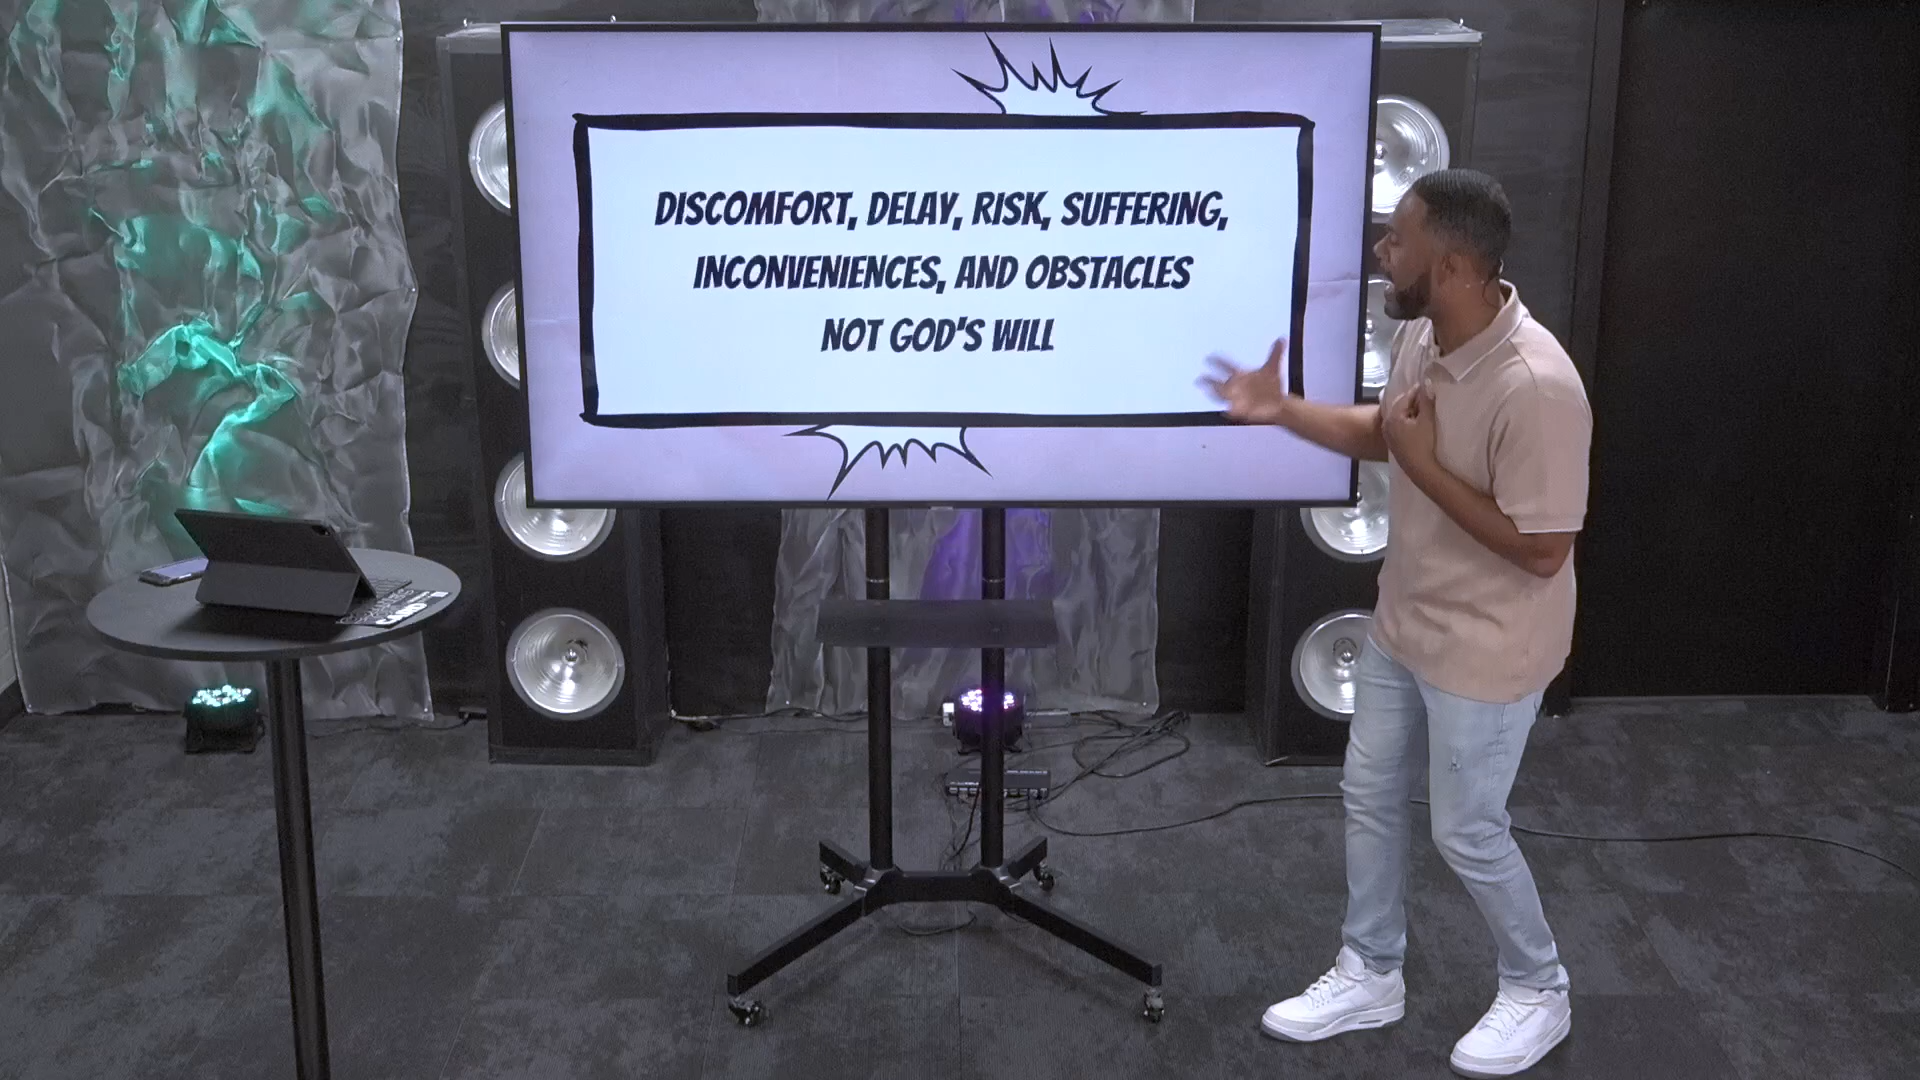 DISCOMFORT, DELAY, RISK, SUFFERING,
INCONVENIENCES, AND OBSTACLES
NOT GOD'S WILL